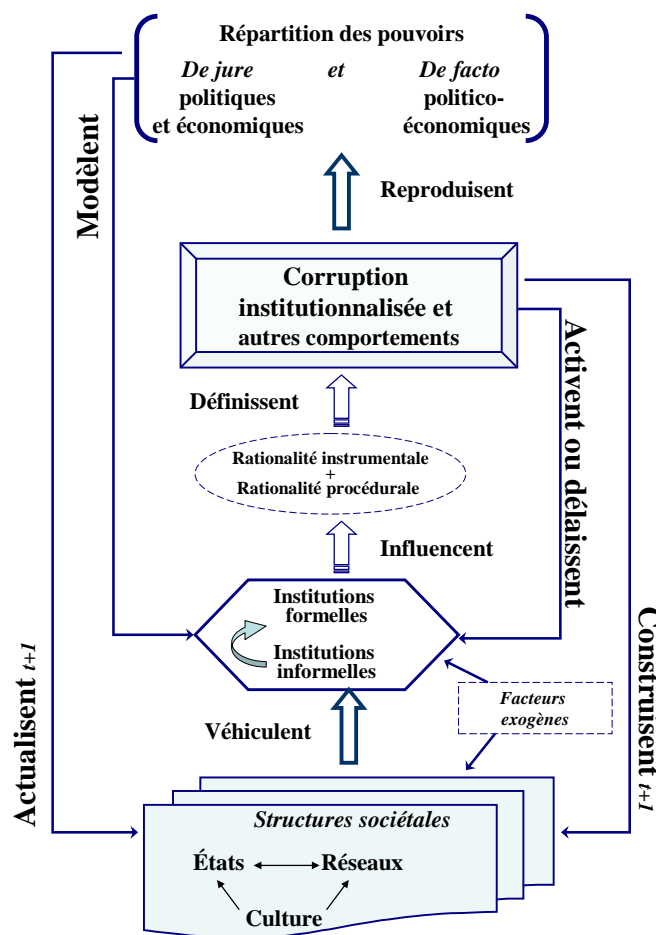 Répartition des pouvoirs
De jure et De facto
politiques politico-
et économiques économiques
Modèlent
Reproduisent
Corruption
institutionnalisée et
autres comportements
Activent ou délaissent
Définissent
Rationalité instrumentale
+
Rationalité procédurale
Influencent
Institutions
formelles
Institutions
informelles
Construisent t+1
Actualisent t+1
Facteurs
exogènes
Véhiculent
Structures sociétales
États Réseaux
Culture